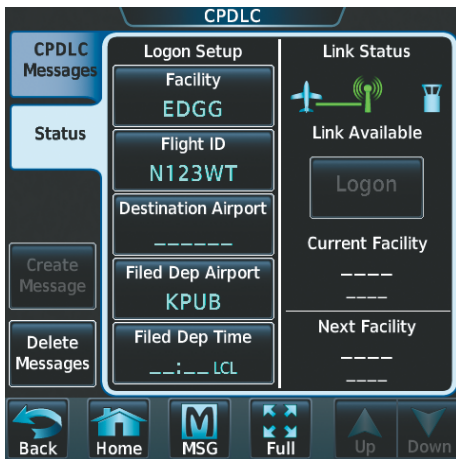 CPDLC
CPDLC
Messages
Status
Create
Message
Delete
Messages
Logon Setup
Facility
EDGG
Flight ID
N123WT
Destination Airport
______
Filed Dep Airport
KPUB
Filed Dep Time
__:__ LCL
Link Status
Link Available
Logon
Current Facility
____
____
Next Facility
____
____
Back
Home
M
MSG
Full
Up
Down